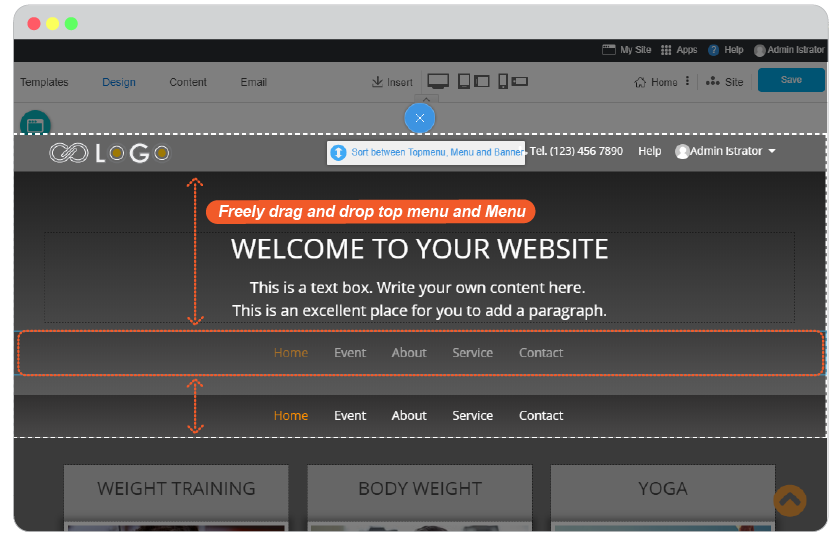 My Site Apps ? Help Admin Istrator
Templates Design Content Email Insert Home Site Save
LOGO Sort between Topmenu, Menu and Banner Tel. (123) 456 7890 Help Admin Istrator
Freely drag and drop top menu and Menu
WELCOME TO YOUR WEBSITE
This is a text box. Write your own content here.
This is an excellent place for you to add a paragraph.
Home Event About Service Contact
Home Event About Service Contact
WEIGHT TRAINING BODY WEIGHT YOGA